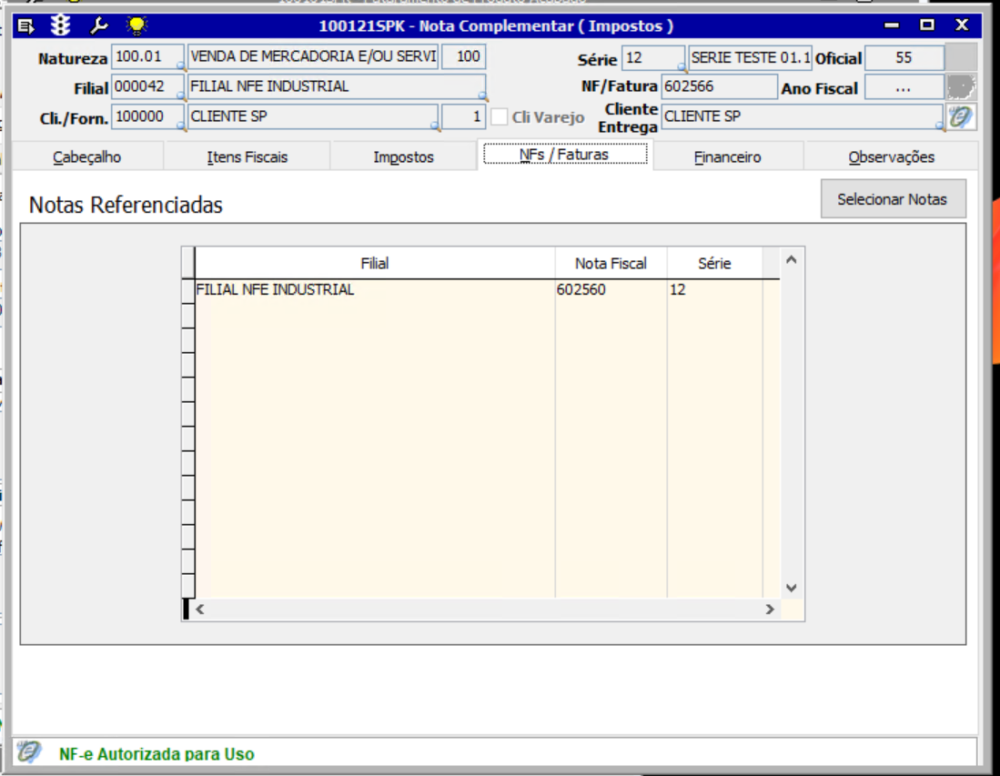 100121SPK - Nota Complementar ( Impostos )
Natureza 100.01 VENDA DE MERCADORIA E/OU SERVI 100 Série 12 SERIE TESTE 01.1 Oficial 55
Filial 000042 FILIAL NFE INDUSTRIAL NF/Fatura 602566 Ano Fiscal ...
Cli./Forn. 100000 CLIENTE SP 1 Cli Varejo Cliente Entrega CLIENTE SP
Cabeçalho Itens Fiscais Impostos NFs / Faturas Financeiro Observações
Notas Referenciadas Selecionar Notas
Filial Nota Fiscal Série
FILIAL NFE INDUSTRIAL 602560 12
NF-e Autorizada para Uso